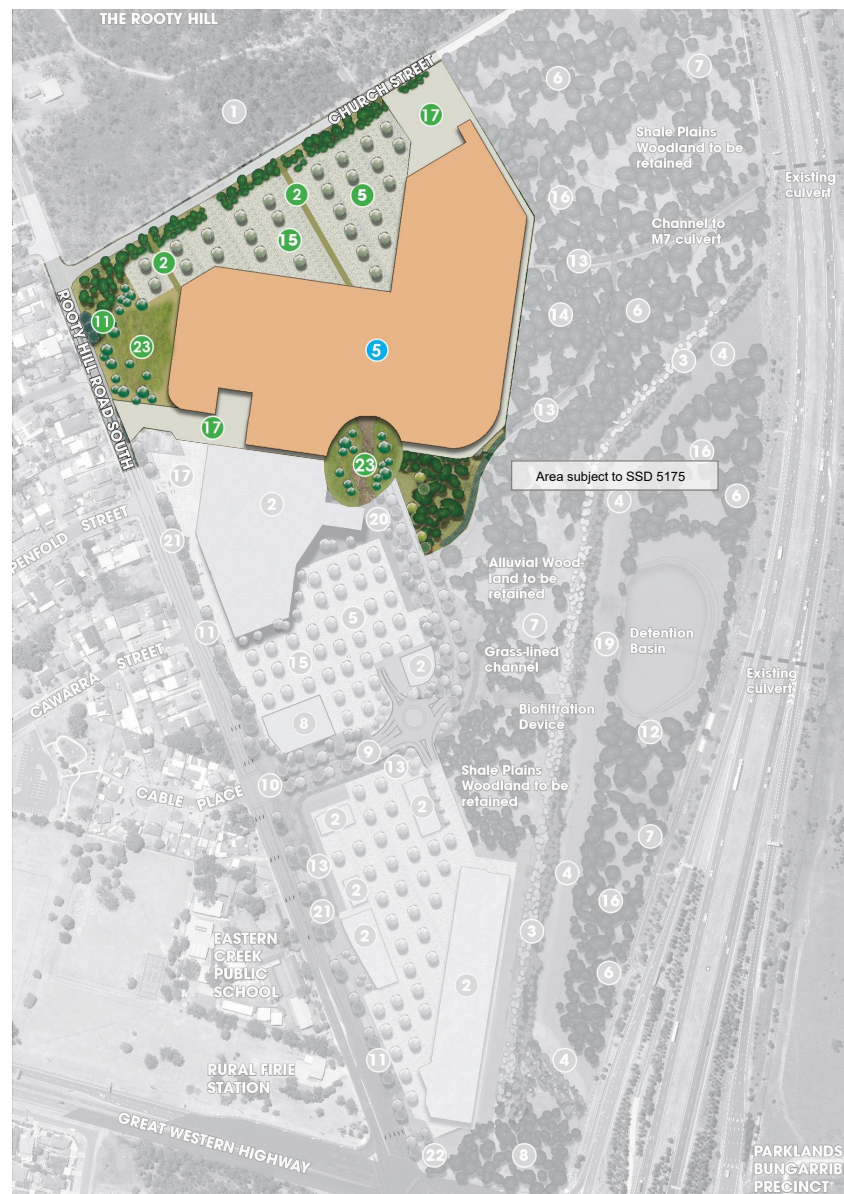 THE ROOTY HILL
7
6
1
CHURCH STREET
17
Shale Plains
Woodland to be
retained
Existing
culvert
2
5
16
Channel to
M7 culvert
15
2
13
14
6
ROOTY HILL ROAD SOUTH
11
23
5
3
4
13
17
23
16
Area subject to SSD 5175
17
2
20
4
6
PENFOLD STREET
21
Alluvial Wood-
land to be
retained
11
5
7
19
Detention
Basin
Grass-lined
channel
15
2
CAWARRA STREET
Existing
culvert
8
Biofiltration
Device
12
9
13
Shale Plains
Woodland to be
retained
10
CABLE PLACE
2
2
7
13
4
2
16
21
2
3
EASTERN
CREEK
PUBLIC
SCHOOL
2
6
11
4
RURAL FIRIE
STATION
GREAT WESTERN HIGHWAY
22
8
PARKLANDS
BUNGARRIB
PRECINCT